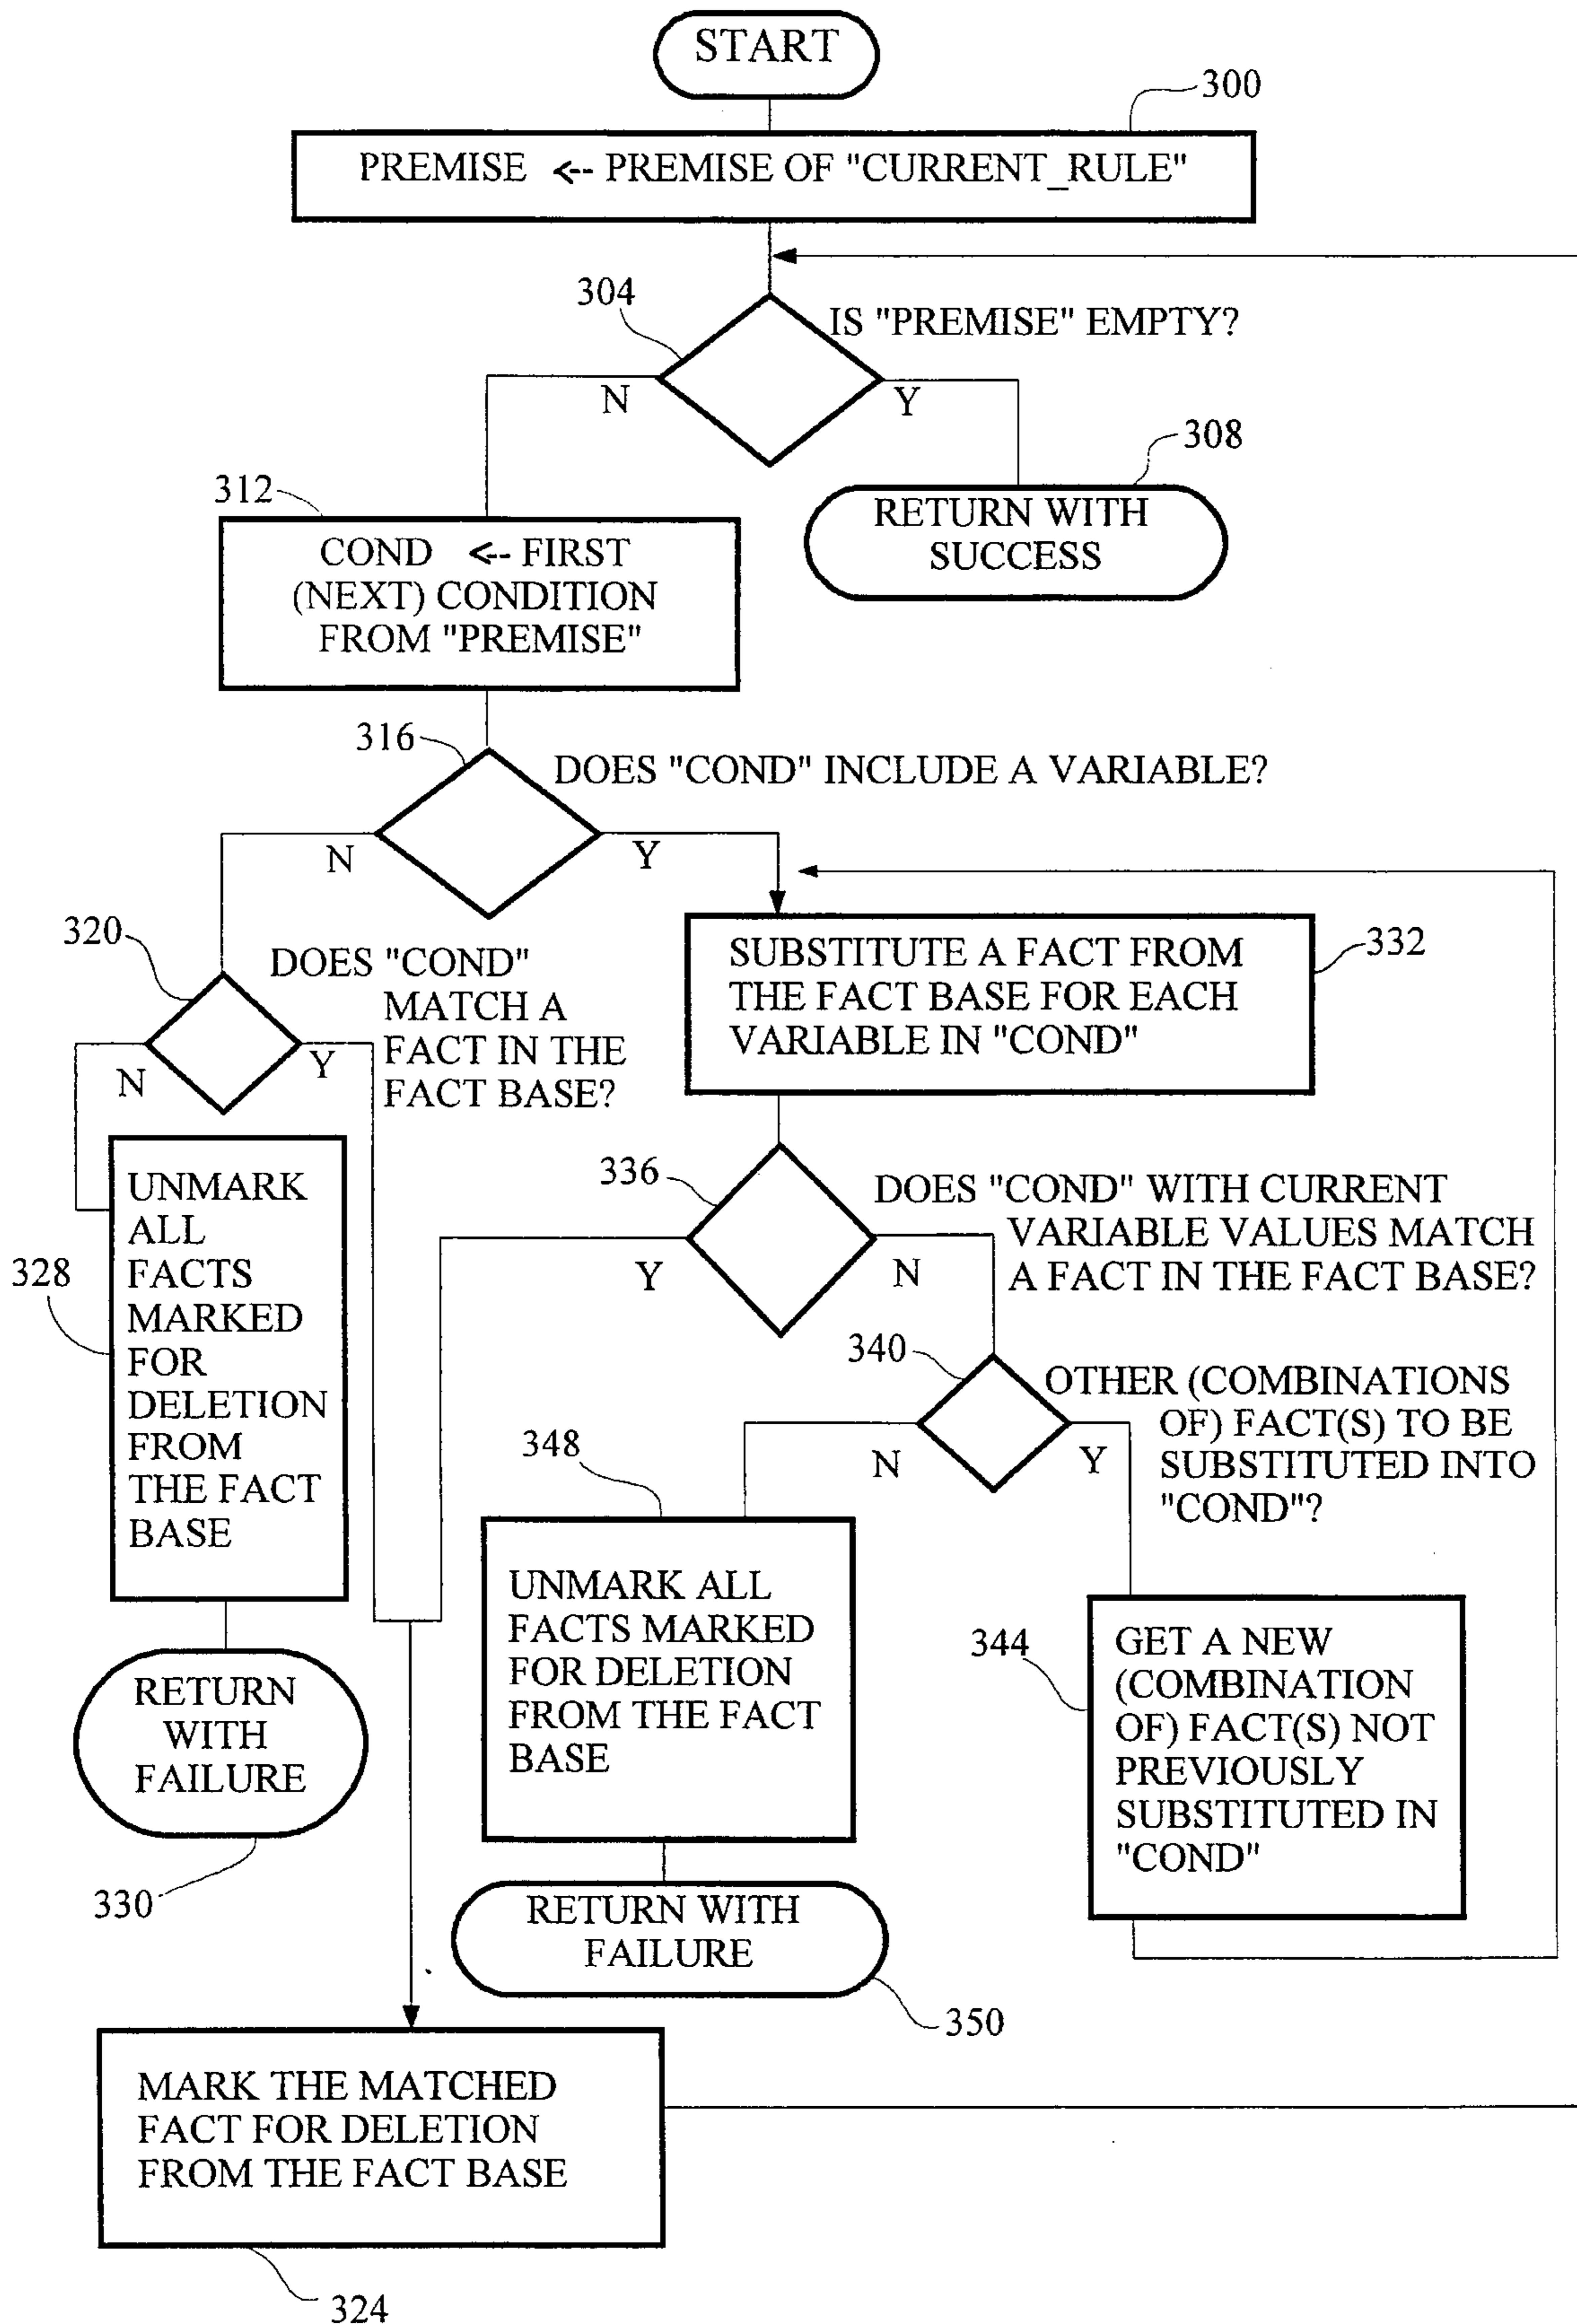 START
300
PREMISE <-- PREMISE OF "CURRENT_RULE"
304
IS "PREMISE" EMPTY?
N
Y
308
RETURN WITH
SUCCESS
312
COND <-- FIRST
(NEXT) CONDITION
FROM "PREMISE"
316
DOES "COND" INCLUDE A VARIABLE?
N
Y
320
DOES "COND"
MATCH A
FACT IN THE
FACT BASE?
N
Y
332
SUBSTITUTE A FACT FROM
THE FACT BASE FOR EACH
VARIABLE IN "COND"
336
DOES "COND" WITH CURRENT
VARIABLE VALUES MATCH
A FACT IN THE FACT BASE?
Y
N
328
UNMARK
ALL
FACTS
MARKED
FOR
DELETION
FROM
THE FACT
BASE
340
OTHER (COMBINATIONS
OF) FACT(S) TO BE
SUBSTITUTED INTO
"COND"?
N
Y
348
UNMARK ALL
FACTS MARKED
FOR DELETION
FROM THE FACT
BASE
344
GET A NEW
(COMBINATION
OF) FACT(S) NOT
PREVIOUSLY
SUBSTITUTED IN
"COND"
RETURN
WITH
FAILURE
330
RETURN WITH
FAILURE
350
MARK THE MATCHED
FACT FOR DELETION
FROM THE FACT BASE
324